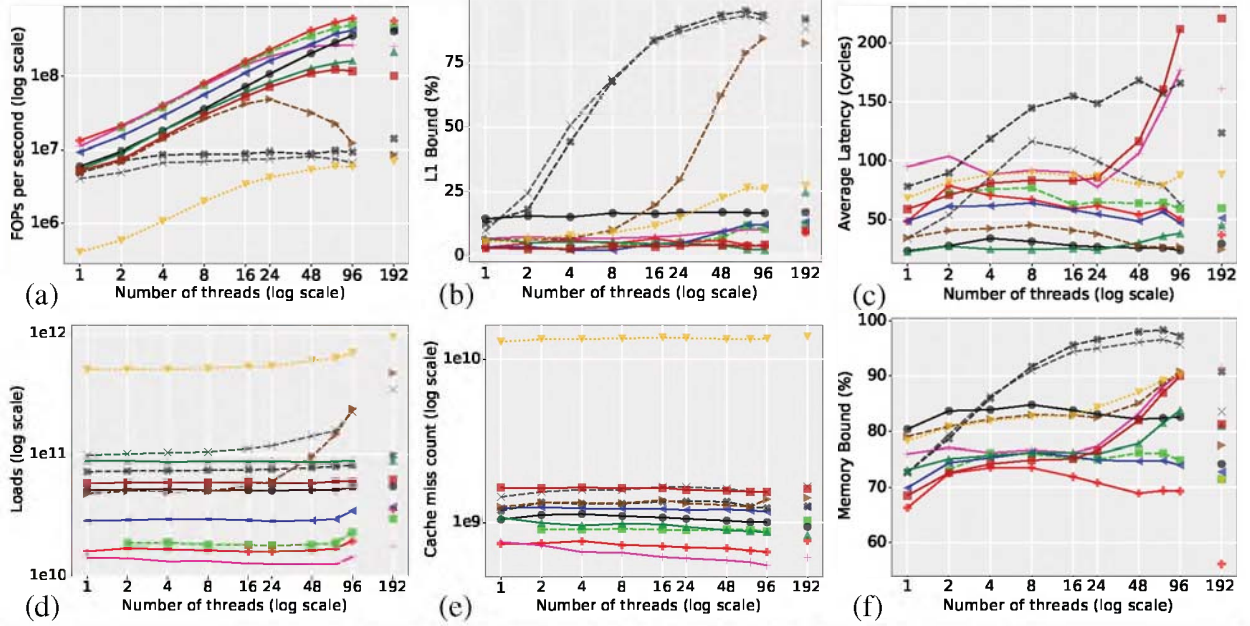 1e8
1e7
1e6
FOPs per second (log scale)
1 2 4 8 16 24 48 96 192
Number of threads (log scale)
(a)
75
50
25
0
L1 Bound (%)
1 2 4 8 16 24 48 96 192
Number of threads (log scale)
(b)
200
150
100
50
Average Latency (cycles)
1 2 4 8 16 24 48 96 192
Number of threads (log scale)
(c)
1e12
1e11
1e10
Loads (log scale)
1 2 4 8 16 24 48 96 192
Number of threads (log scale)
(d)
1e10
1e9
Cache miss count (log scale)
1 2 4 8 16 24 48 96 192
Number of threads (log scale)
(e)
100
90
80
70
60
Memory Bound (%)
1 2 4 8 16 24 48 96 192
Number of threads (log scale)
(f)